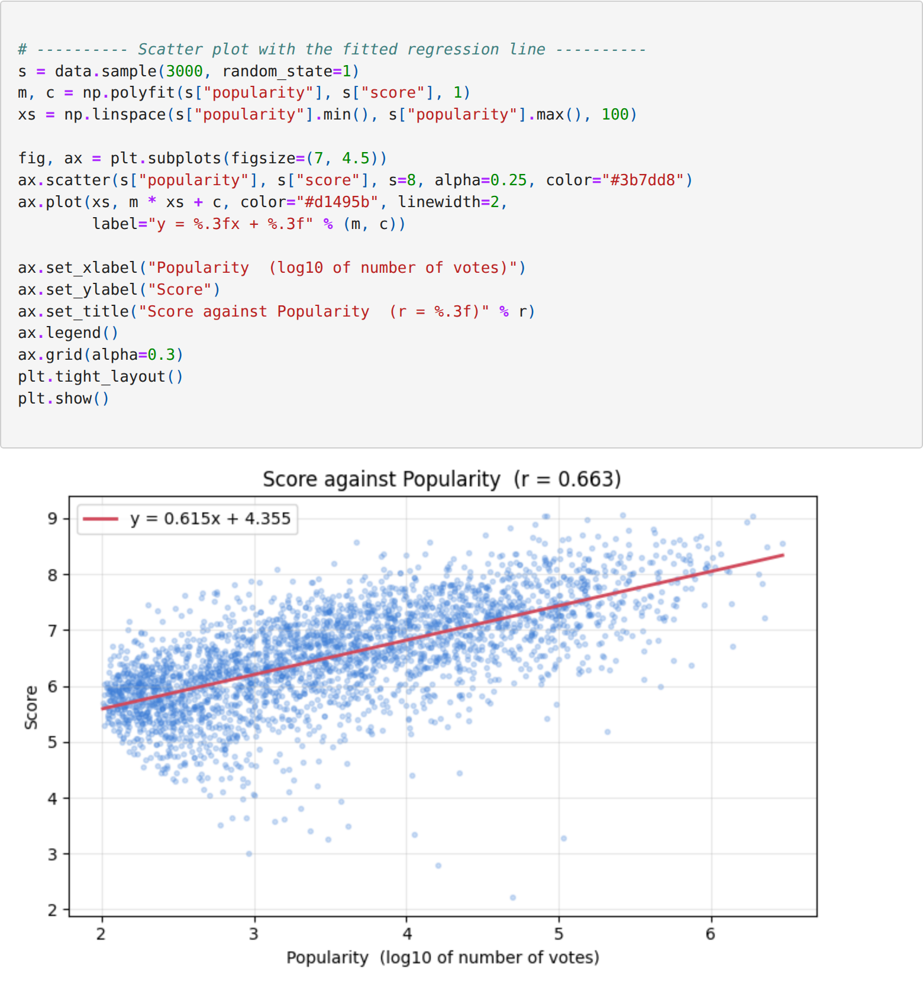 # ---------- Scatter plot with the fitted regression line ----------
s = data.sample(3000, random_state=1)
m, c = np.polyfit(s["popularity"], s["score"], 1)
xs = np.linspace(s["popularity"].min(), s["popularity"].max(), 100)
fig, ax = plt.subplots(figsize=(7, 4.5))
ax.scatter(s["popularity"], s["score"], s=8, alpha=0.25, color="#3b7dd8")
ax.plot(xs, m * xs + c, color="#d1495b", linewidth=2,
        label="y = %.3fx + %.3f" % (m, c))
ax.set_xlabel("Popularity  (log10 of number of votes)")
ax.set_ylabel("Score")
ax.set_title("Score against Popularity  (r = %.3f)" % r)
ax.legend()
ax.grid(alpha=0.3)
plt.tight_layout()
plt.show()
Score against Popularity  (r = 0.663)
y = 0.615x + 4.355
9
8
7
6
5
4
3
2
Score
2 3 4 5 6
Popularity  (log10 of number of votes)